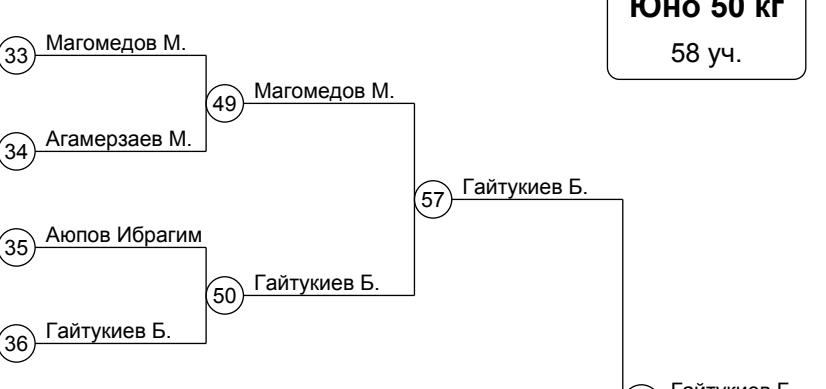 Юно 50 кг
58 уч.
33 Магомедов М.
49 Магомедов М.
34 Агамерзаев М.
57 Гайтукиев Б.
35 Аюпов Ибрагим
50 Гайтукиев Б.
36 Гайтукиев Б.